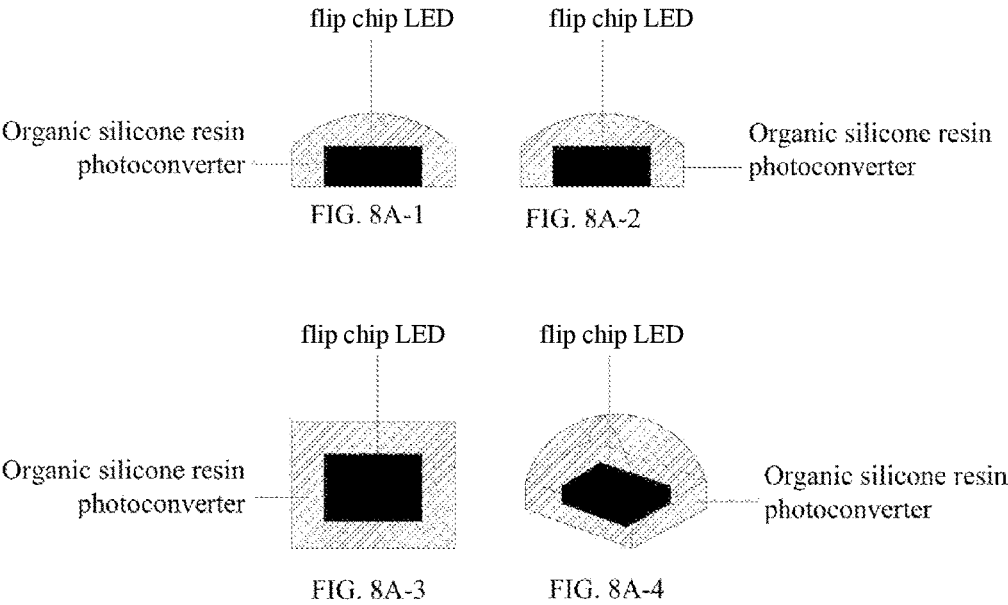 flip chip LED
flip chip LED
Organic silicone resin
photoconverter
Organic silicone resin
photoconverter
FIG. 8A-1
FIG. 8A-2
flip chip LED
flip chip LED
Organic silicone resin
photoconverter
Organic silicone resin
photoconverter
FIG. 8A-3
FIG. 8A-4